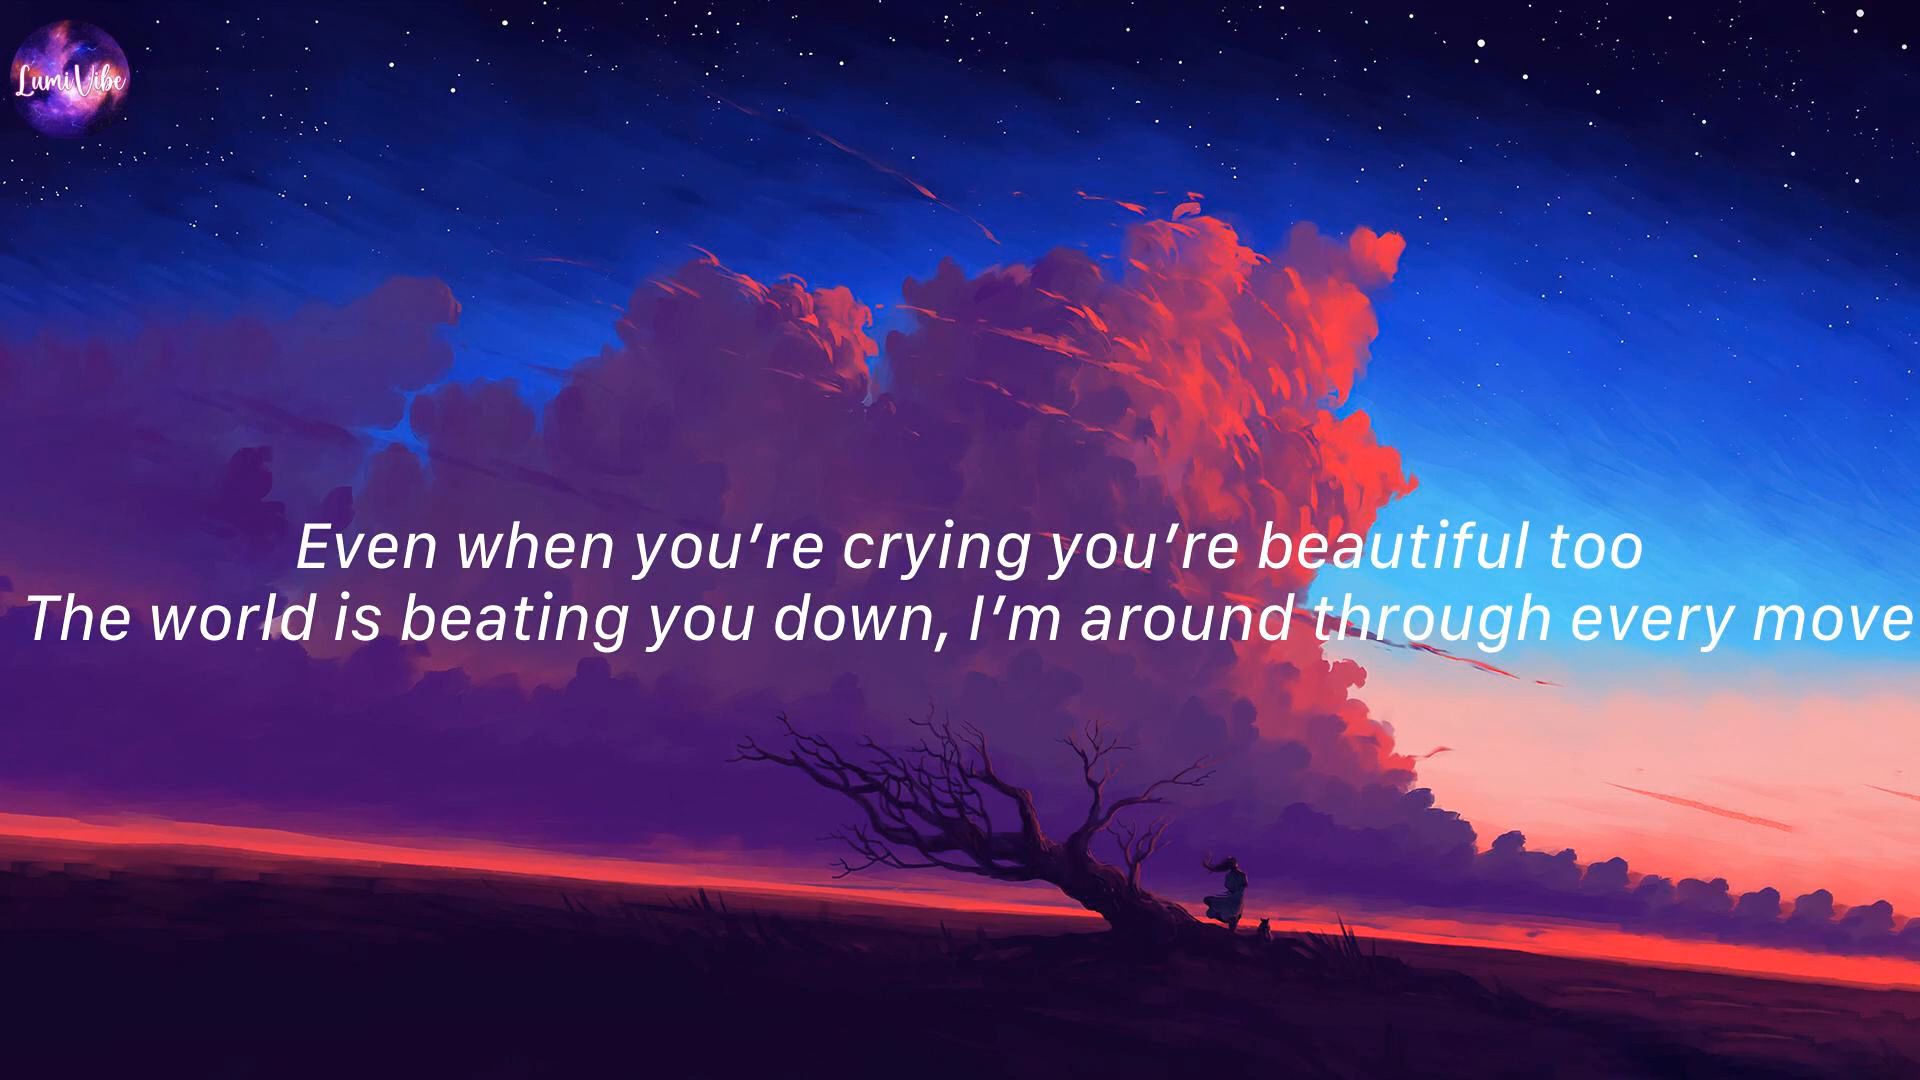 LumiVibe
Even when you’re crying you’re beautiful too
The world is beating you down, I’m around through every move